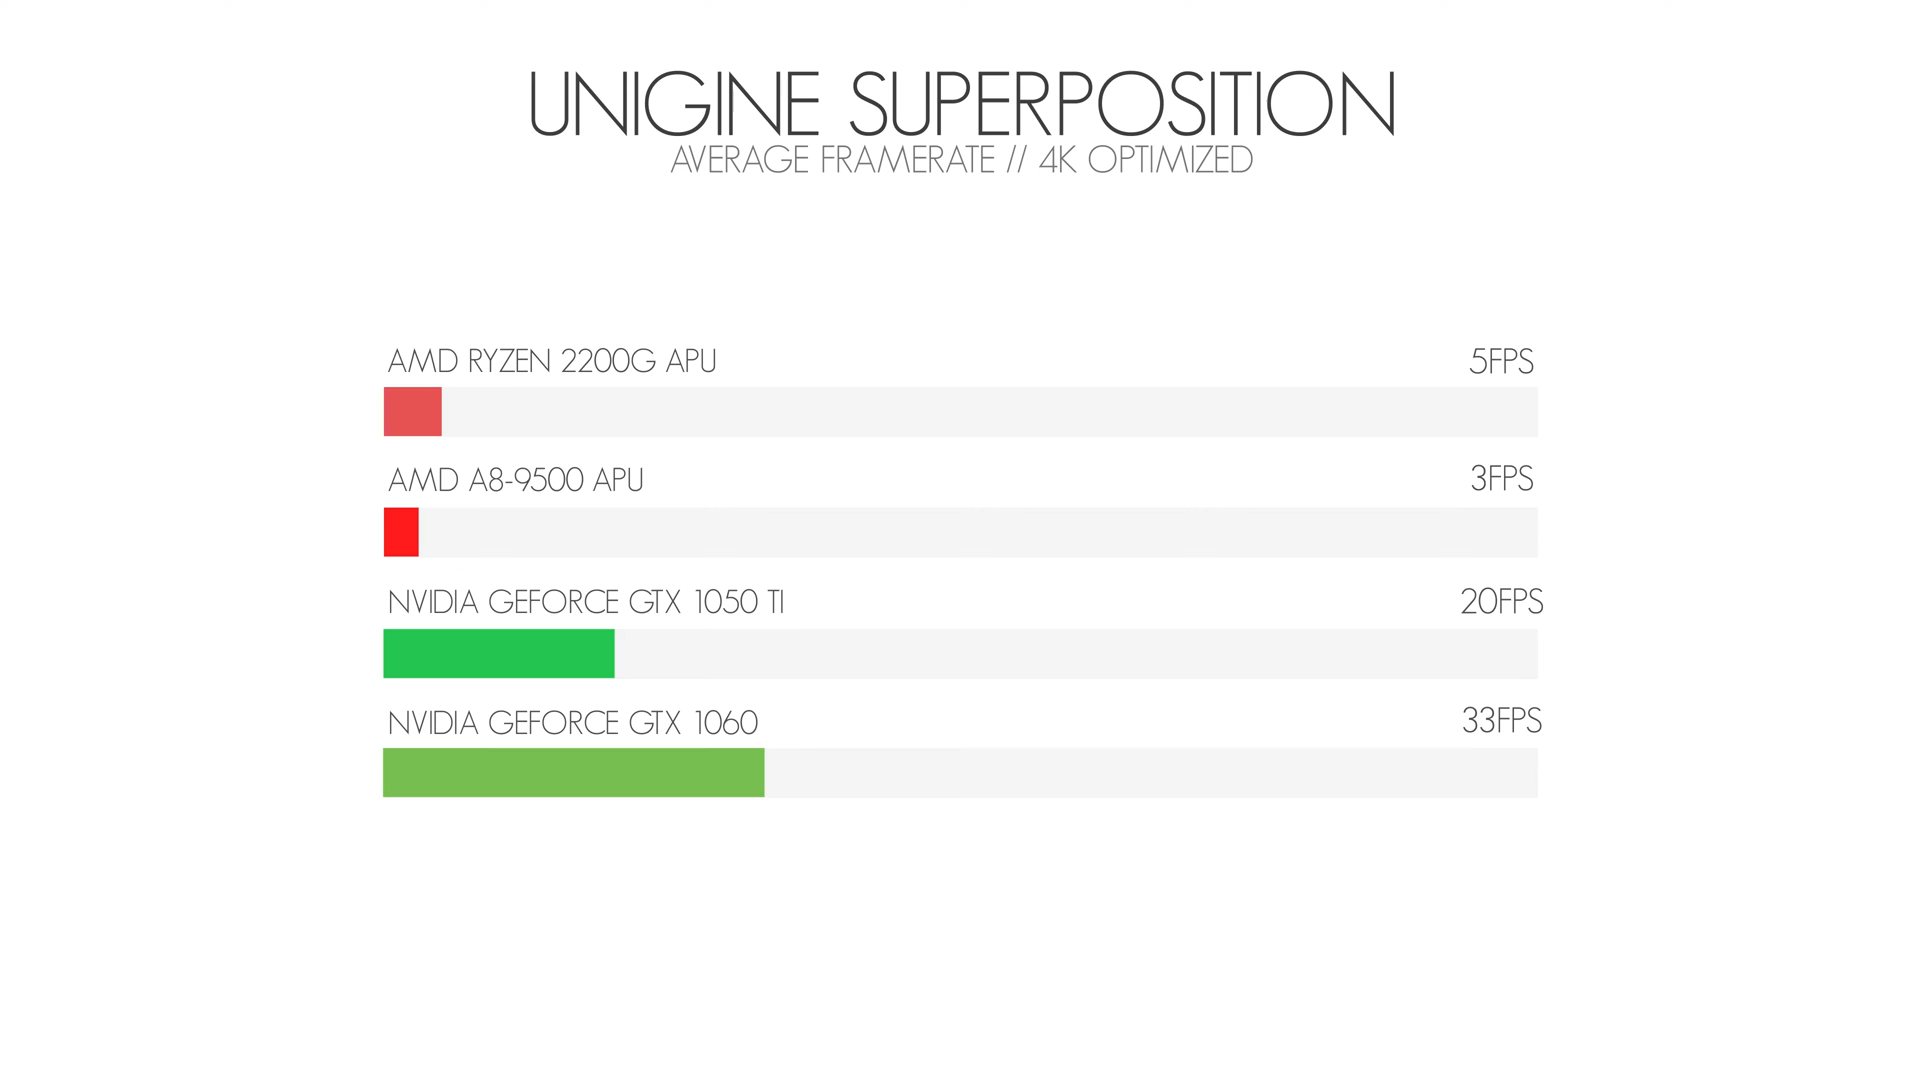 UNIGINE SUPERPOSITION
AVERAGE FRAMERATE // 4K OPTIMIZED
AMD RYZEN 2200G APU 5FPS
AMD A8-9500 APU 3FPS
NVIDIA GEFORCE GTX 1050 TI 20FPS
NVIDIA GEFORCE GTX 1060 33FPS